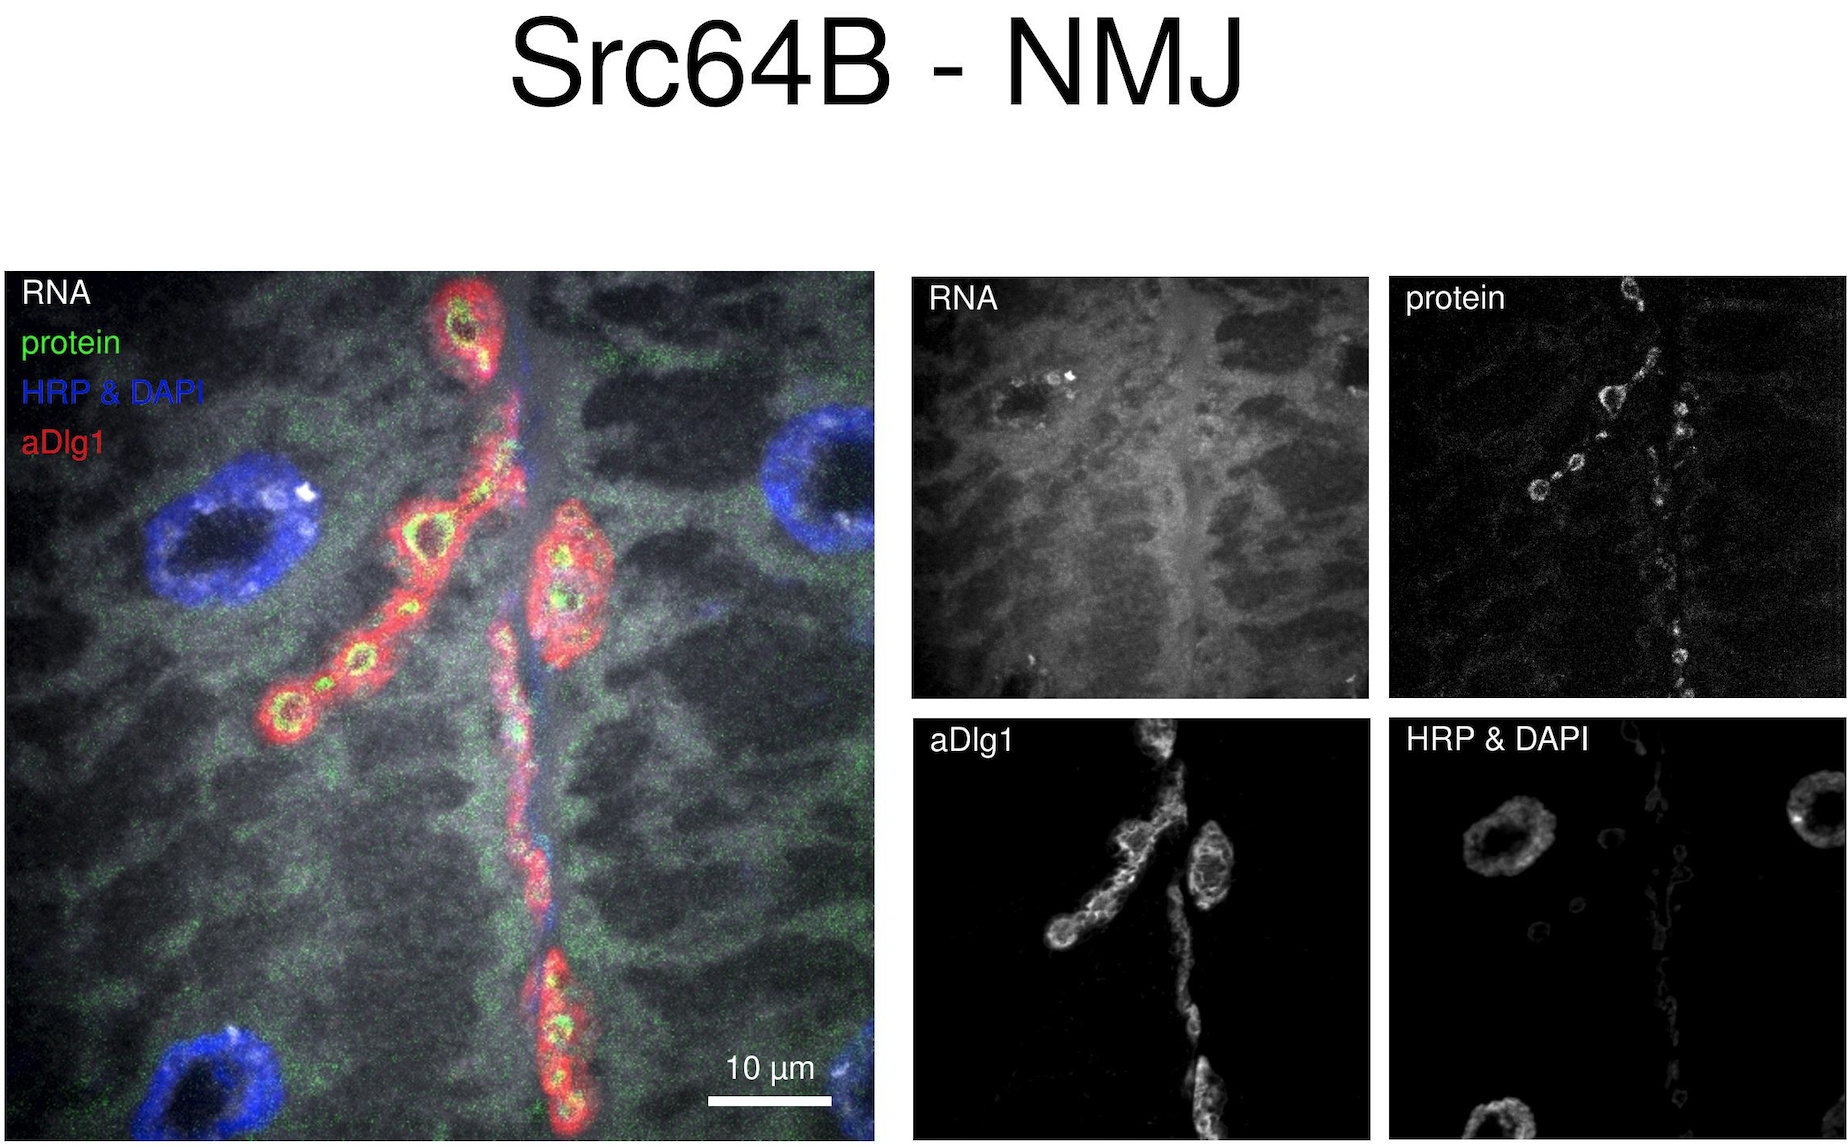 Src64B - NMJ
RNA
protein
HRP & DAPI
aDlg1
10 µm
RNA
protein
aDlg1
HRP & DAPI